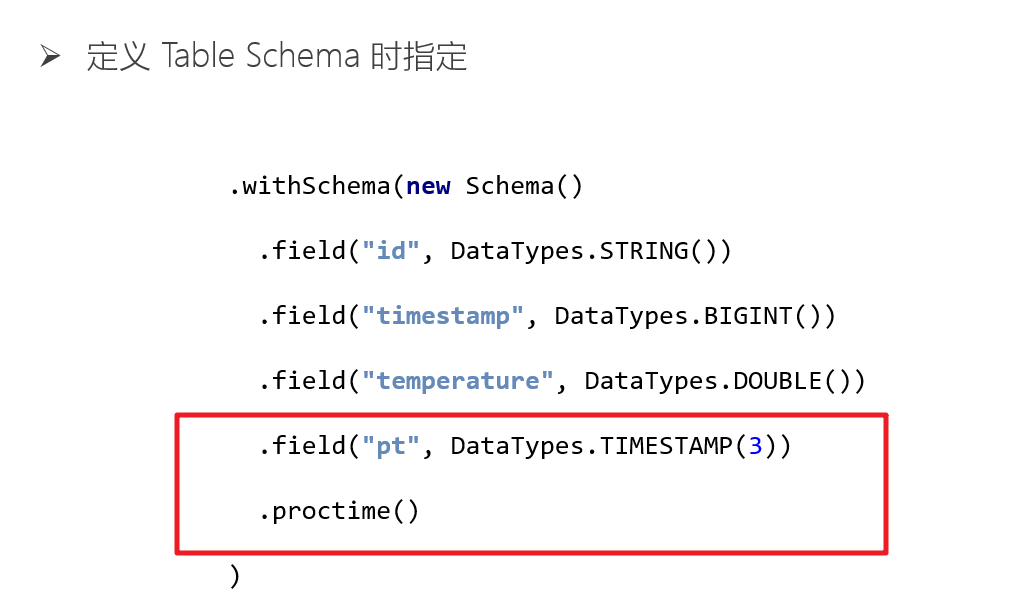 ➢ 定义 Table Schema 时指定
.withSchema(new Schema()
.field("id", DataTypes.STRING())
.field("timestamp", DataTypes.BIGINT())
.field("temperature", DataTypes.DOUBLE())
.field("pt", DataTypes.TIMESTAMP(3))
.proctime()
)